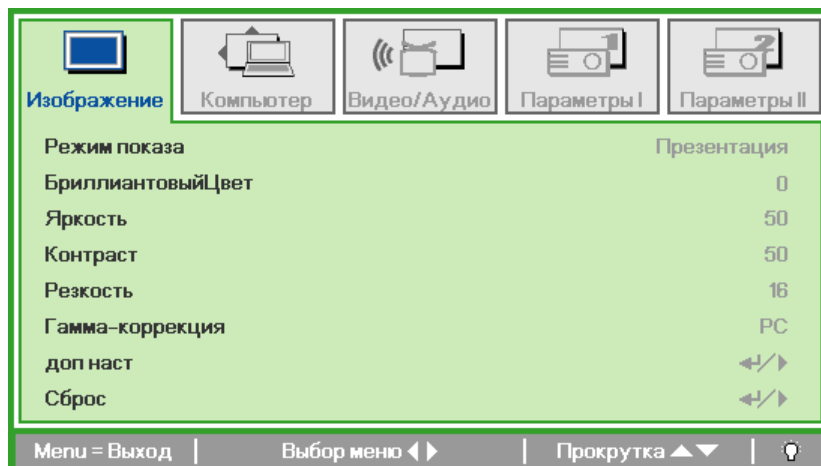 Изображение Компьютер Видео/Аудио Параметры I Параметры II
Режим показа Презентация
БриллиантовыйЦвет 0
Яркость 50
Контраст 50
Резкость 16
Гамма-коррекция PC
доп наст
Сброс
Menu = Выход Выбор меню Прокрутка